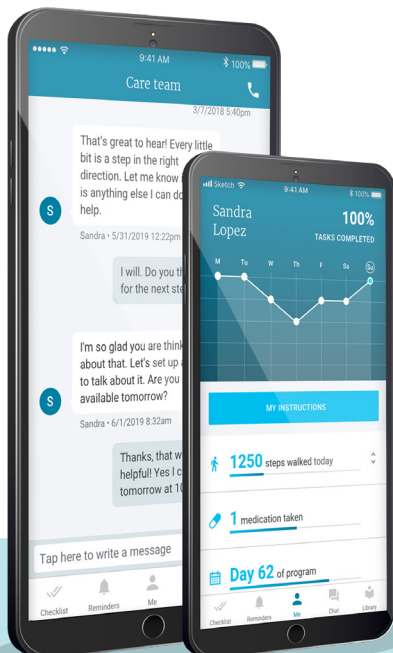 9:41 AM
100%
Care team
3/7/2018 5:40pm
That's great to hear! Every little
bit is a step in the right
direction. Let me know
is anything else I can do
help.
S
Sandra • 5/31/2019 12:22pm
I will. Do you
for the next
I'm so glad you are
about that. Let's set up
to talk about it. Are you
available tomorrow?
S
Sandra • 6/1/2019 8:32am
Thanks, that
helpful! Yes I
tomorrow at
Tap here to write a message
Checklist
Reminders
Me
Sketch
9:41 AM
100%
Sandra
Lopez
100%
TASKS COMPLETED
M Tu W Th F Sa Su
MY INSTRUCTIONS
1250 steps walked today
1 medication taken
Day 62 of program
Checklist Reminders Me Chat Library